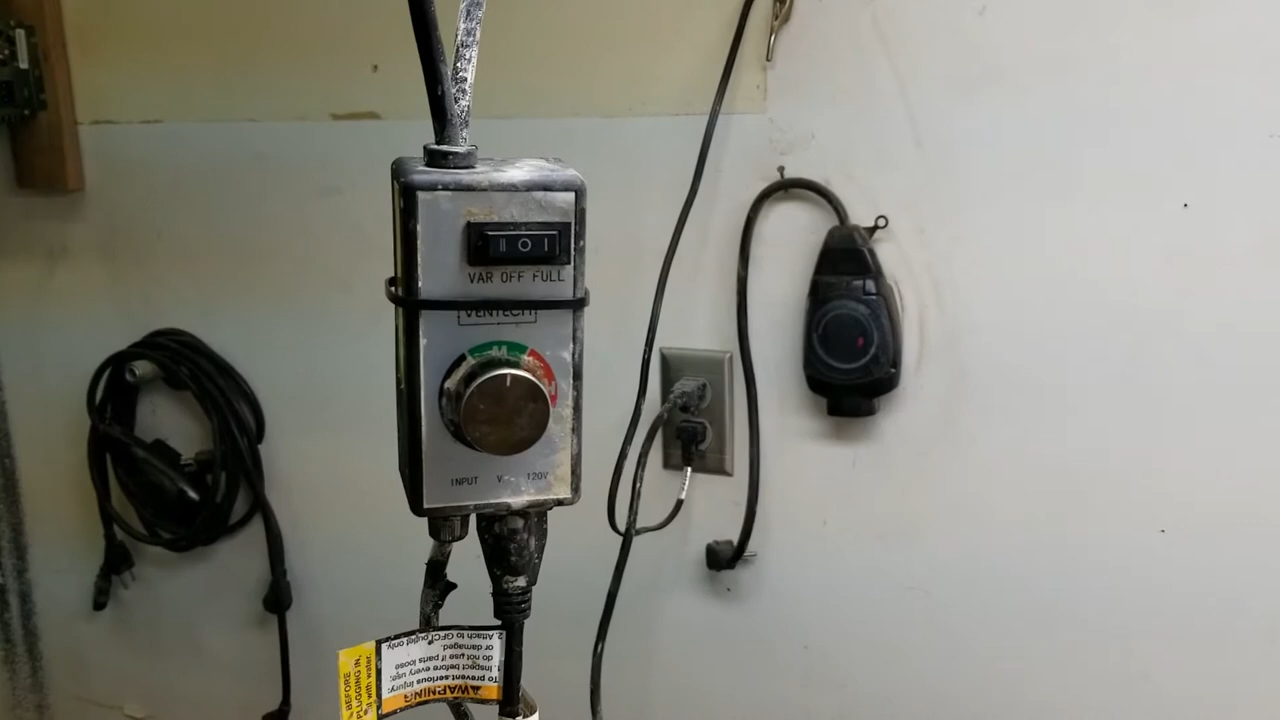 II O I
VAR OFF FULL
VENTECH
M
INPUT V 120V
⚠WARNING
To prevent serious injury:
1. Inspect before every use;
do not use if parts loose
or damaged.
2. Attach to GFCI outlet only.
BEFORE
PLUGGING IN,
with water.